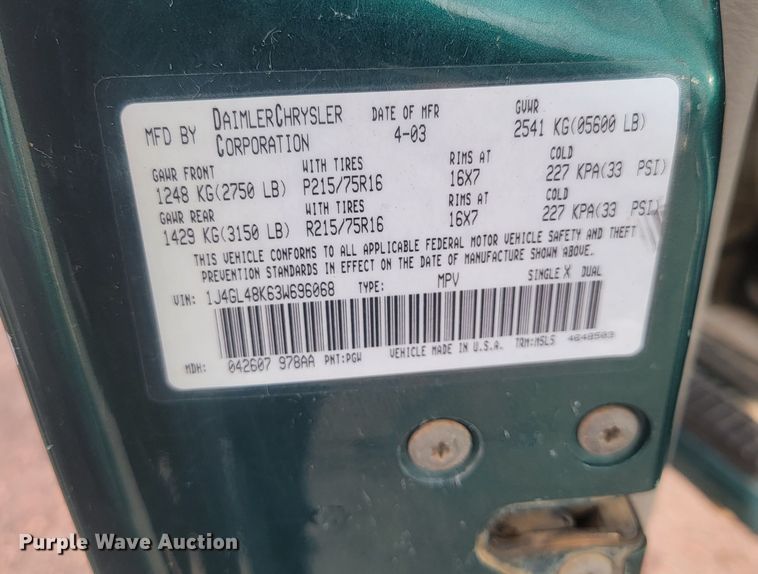 MFD BY DAIMLERCHRYSLER CORPORATION DATE OF MFR 4-03 GVWR 2541 KG(05600 LB)
GAWR FRONT WITH TIRES RIMS AT COLD
1248 KG(2750 LB) P215/75R16 16X7 227 KPA(33 PSI)
GAWR REAR WITH TIRES RIMS AT COLD
1429 KG(3150 LB) R215/75R16 16X7 227 KPA(33 PSI)
THIS VEHICLE CONFORMS TO ALL APPLICABLE FEDERAL MOTOR VEHICLE SAFETY AND THEFT
PREVENTION STANDARDS IN EFFECT ON THE DATE OF MANUFACTURE SHOWN ABOVE.
VIN: 1J4GL48K63W696068 TYPE: MPV SINGLE X DUAL
MDH: 042607 978AA PNT:PGW VEHICLE MADE IN U.S.A. TRM:MSLS 4648503
Purple Wave Auction